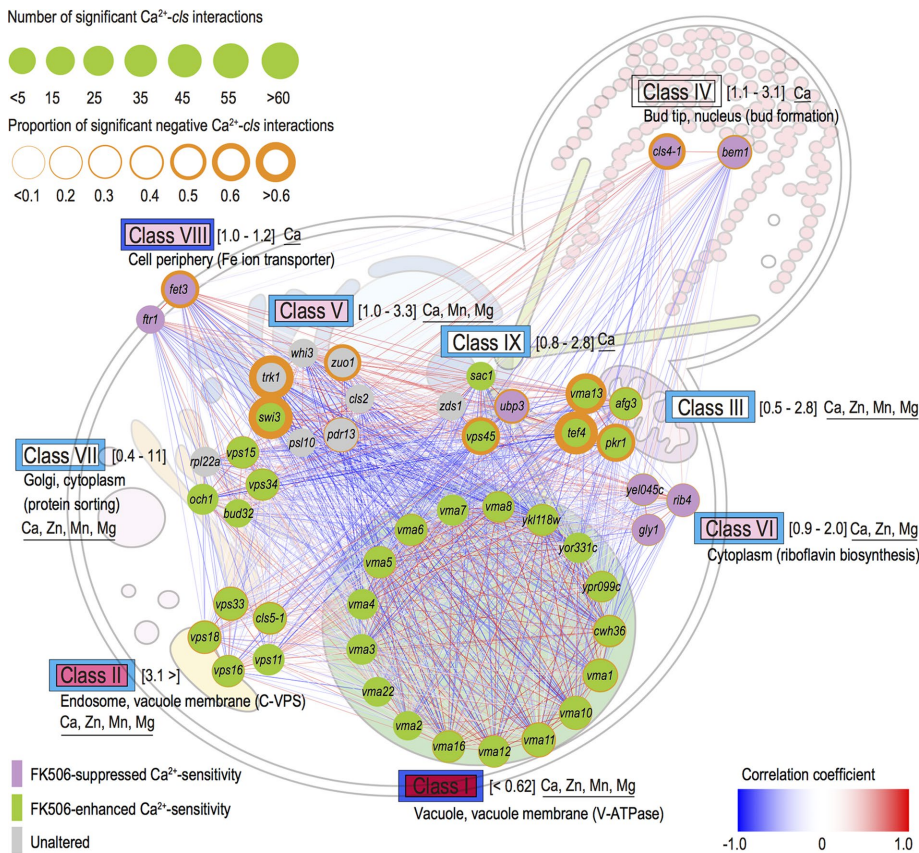 Number of significant Ca²⁺-cls interactions
<5 15 25 35 45 55 >60
Proportion of significant negative Ca²⁺-cls interactions
<0.1 0.2 0.3 0.4 0.5 0.6 >0.6
Class IV [1.1 - 3.1] Ca
Bud tip, nucleus (bud formation)
cls4-1 bem1
Class VIII [1.0 - 1.2] Ca
Cell periphery (Fe ion transporter)
fet3
ftr1
Class V [1.0 - 3.3] Ca, Mn, Mg
whi3
zuo1
trk1
cls2
swi3
psl10
pdr13
Class IX [0.8 - 2.8] Ca
sac1
zds1
ubp3
vps45
vma13
afg3
tef4
pkr1
Class III [0.5 - 2.8] Ca, Zn, Mn, Mg
Class VII [0.4 - 11]
Golgi, cytoplasm
(protein sorting)
Ca, Zn, Mn, Mg
rpl22a
vps15
vps34
och1
bud32
yel045c
rib4
gly1
Class VI [0.9 - 2.0] Ca, Zn, Mg
Cytoplasm (riboflavin biosynthesis)
vma8
vma7
ykl118w
vma6
yor331c
vma5
ypr099c
vma4
cwh36
vma3
vma1
vma22
vma10
vma2
vma11
vma16
vma12
vps33
cls5-1
vps18
vps11
vps16
Class II [3.1 >]
Endosome, vacuole membrane (C-VPS)
Ca, Zn, Mn, Mg
Class I [< 0.62] Ca, Zn, Mn, Mg
Vacuole, vacuole membrane (V-ATPase)
FK506-suppressed Ca²⁺-sensitivity
FK506-enhanced Ca²⁺-sensitivity
Unaltered
Correlation coefficient
-1.0 0 1.0